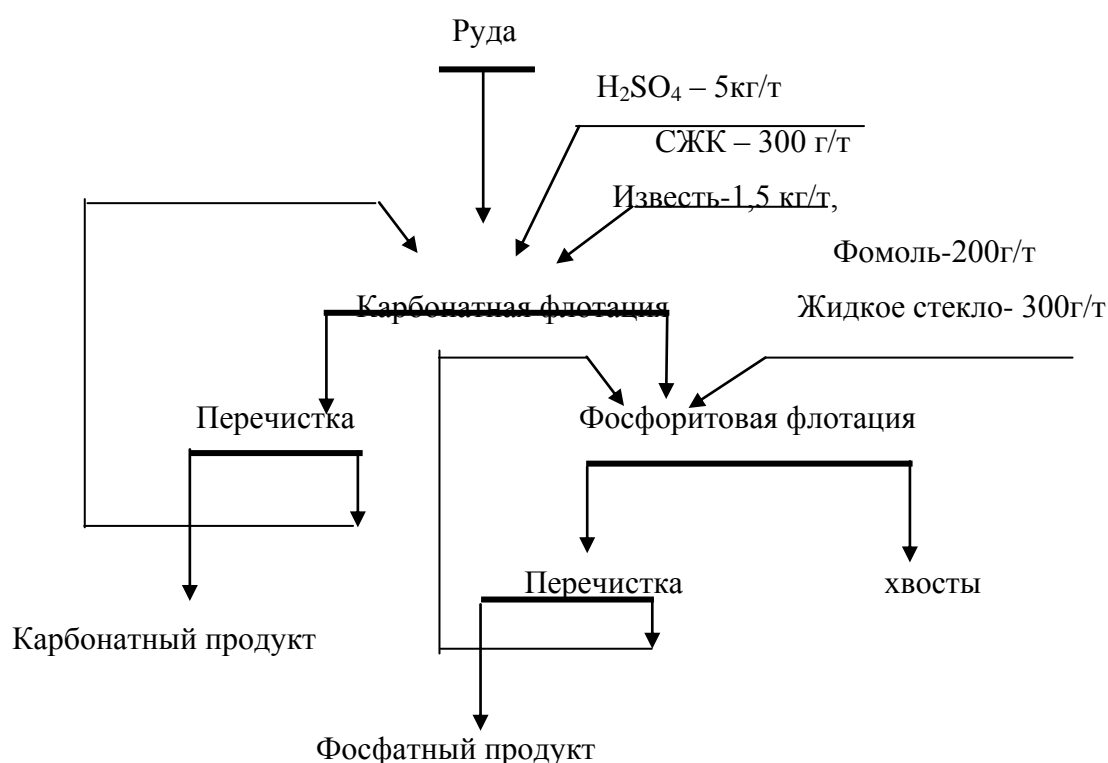 Руда
H₂SO₄ – 5кг/т
СЖК – 300 г/т
Известь-1,5 кг/т,
Фомоль-200г/т
Карбонатная флотация
Жидкое стекло- 300г/т
Перечистка
Фосфоритовая флотация
Перечистка
хвосты
Карбонатный продукт
Фосфатный продукт